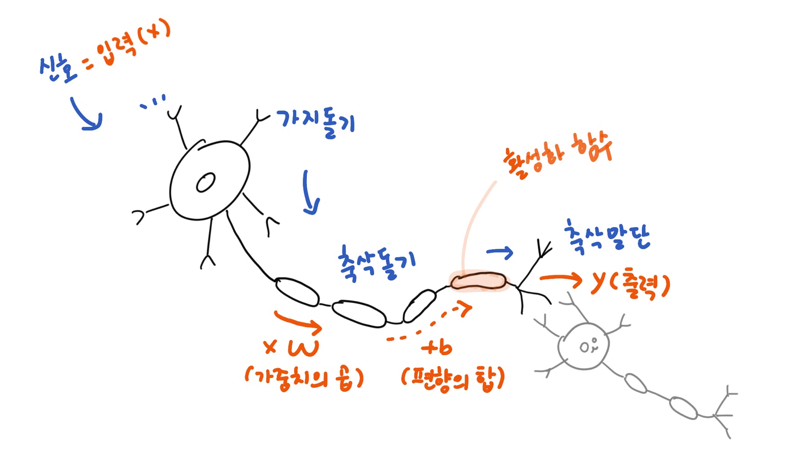 신호 = 입력(x)
가지돌기
활성화 함수
축삭돌기
축삭말단
y(출력)
x W
(가중치의 곱)
+b
(편향의 합)